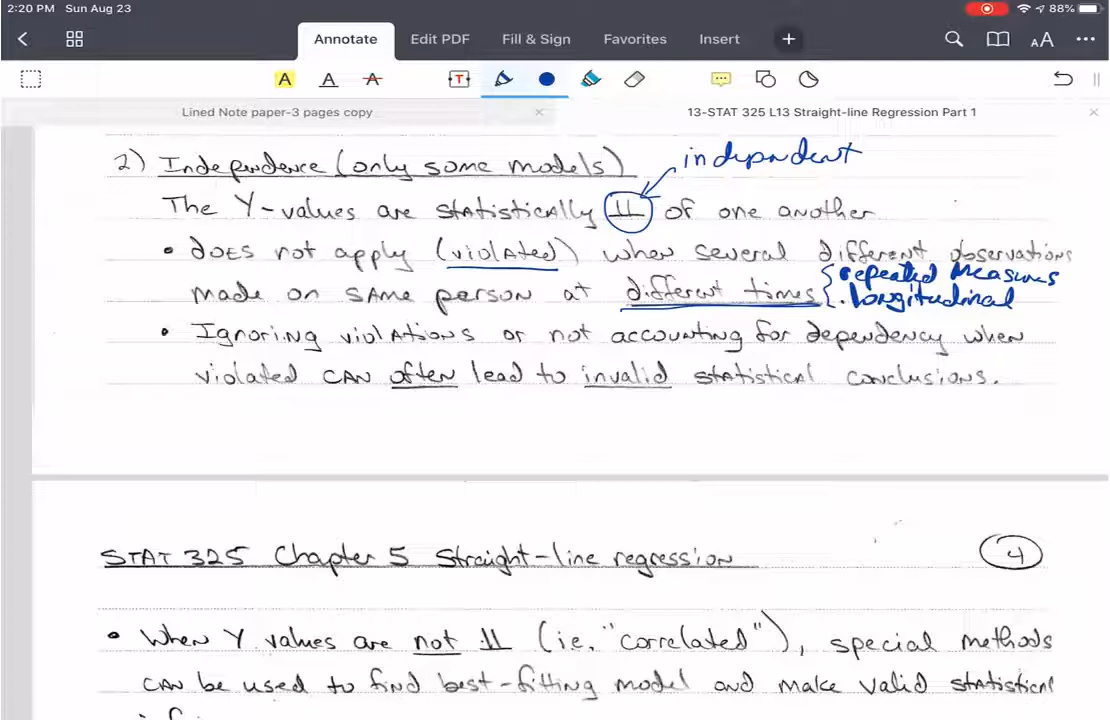 2:20 PM Sun Aug 23 88%
Annotate Edit PDF Fill & Sign Favorites Insert +
Lined Note paper-3 pages copy × 13-STAT 325 L13 Straight-line Regression Part 1 ×
2) Independence (only some models) independent
The Y-values are statistically ⫫ of one another
• does not apply (violated) when several different observations
made on same person at different times { • repeated measures
• longitudinal
• Ignoring violations or not accounting for dependency when
violated can often lead to invalid statistical conclusions.
STAT 325 Chapter 5 Straight-line regression 4
• When Y values are not ⫫ (i.e. "correlated"), special methods
can be used to find best-fitting model and make valid statistical